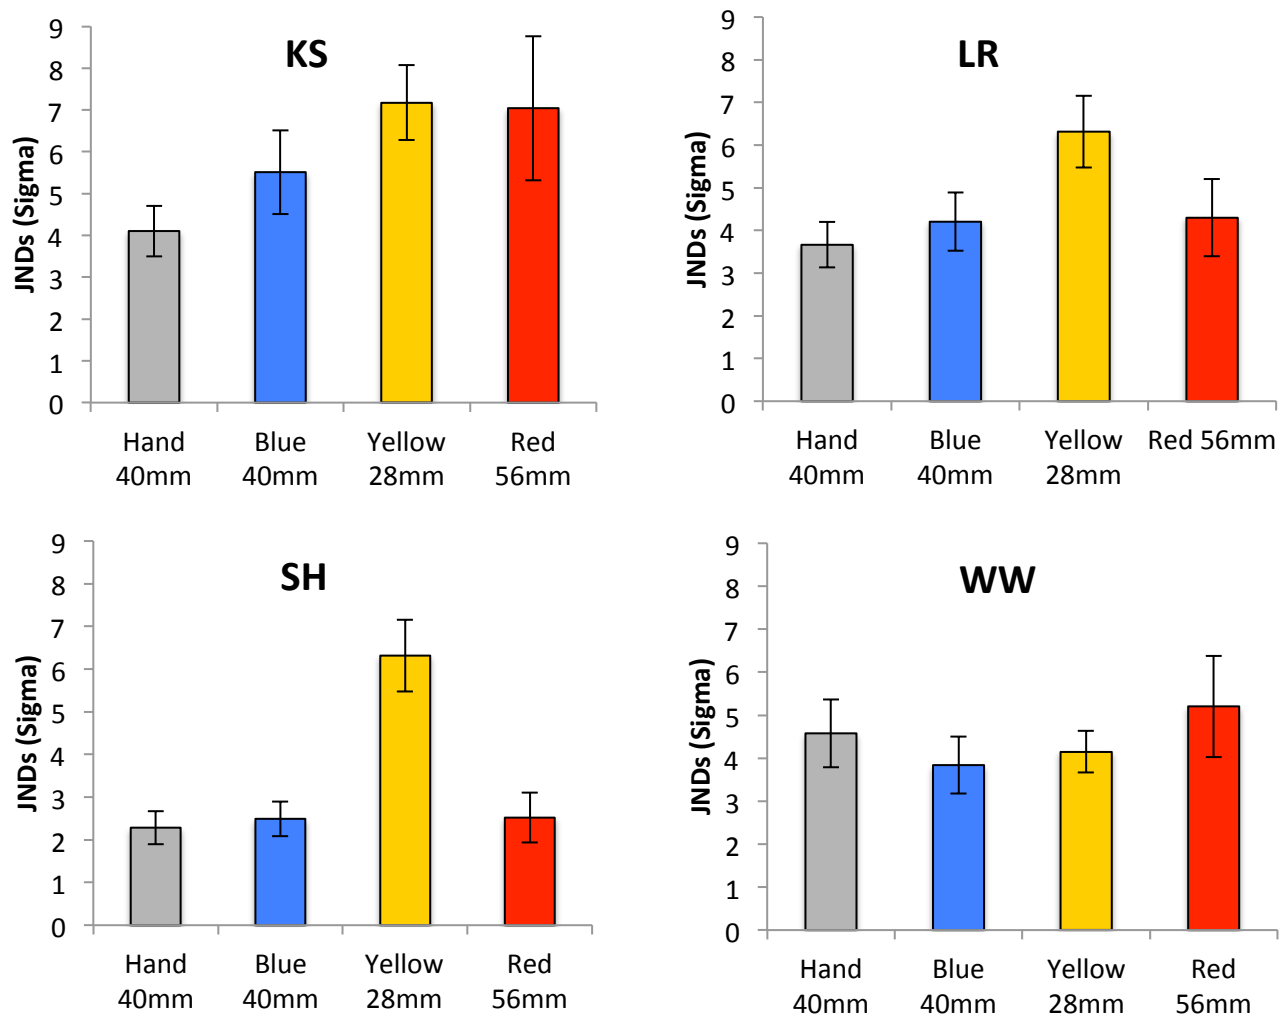 KS
JNDs (Sigma)
9
8
7
6
5
4
3
2
1
0
Hand
40mm
Blue
40mm
Yellow
28mm
Red
56mm
LR
JNDs (Sigma)
9
8
7
6
5
4
3
2
1
0
Hand
40mm
Blue
40mm
Yellow
28mm
Red 56mm
SH
JNDs (Sigma)
9
8
7
6
5
4
3
2
1
0
Hand
40mm
Blue
40mm
Yellow
28mm
Red
56mm
WW
JNDs (Sigma)
9
8
7
6
5
4
3
2
1
0
Hand
40mm
Blue
40mm
Yellow
28mm
Red
56mm